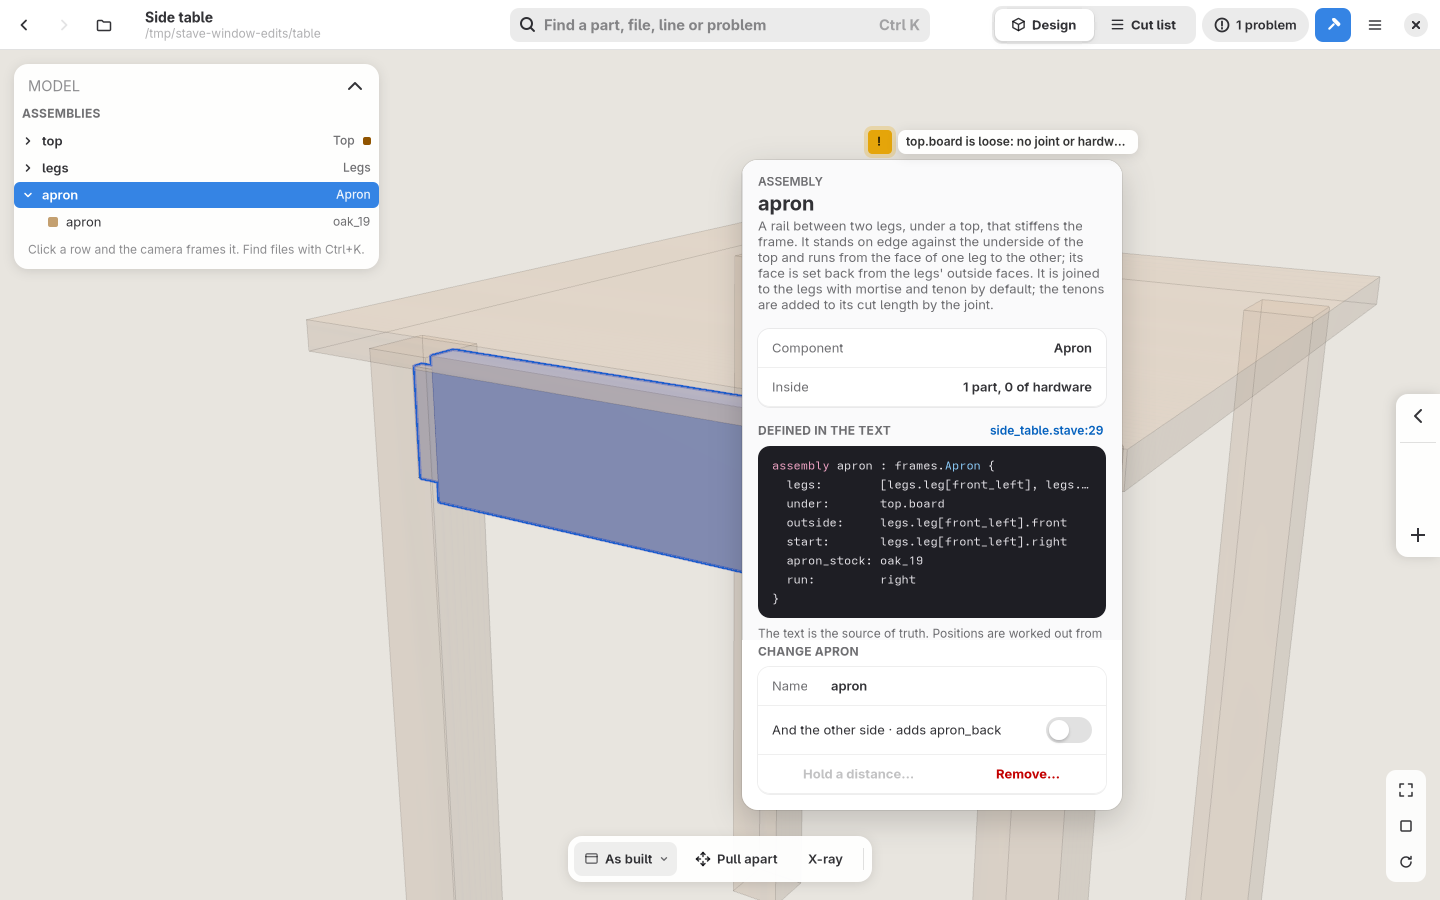 Side table
/tmp/stave-window-edits/table
Find a part, file, line or problem
Ctrl K
Design
Cut list
1 problem
MODEL
ASSEMBLIES
top
Top
legs
Legs
apron
Apron
apron
oak_19
Click a row and the camera frames it. Find files with Ctrl+K.
!
top.board is loose: no joint or hardw...
ASSEMBLY
apron
A rail between two legs, under a top, that stiffens the
frame. It stands on edge against the underside of the
top and runs from the face of one leg to the other; its
face is set back from the legs' outside faces. It is joined
to the legs with mortise and tenon by default; the tenons
are added to its cut length by the joint.
Component
Apron
Inside
1 part, 0 of hardware
DEFINED IN THE TEXT
side_table.stave:29
assembly apron : frames.Apron {
legs: [legs.leg[front_left], legs.…
under: top.board
outside: legs.leg[front_left].front
start: legs.leg[front_left].right
apron_stock: oak_19
run: right
}
The text is the source of truth. Positions are worked out from
CHANGE APRON
Name
apron
And the other side · adds apron_back
Hold a distance...
Remove...
As built
Pull apart
X-ray